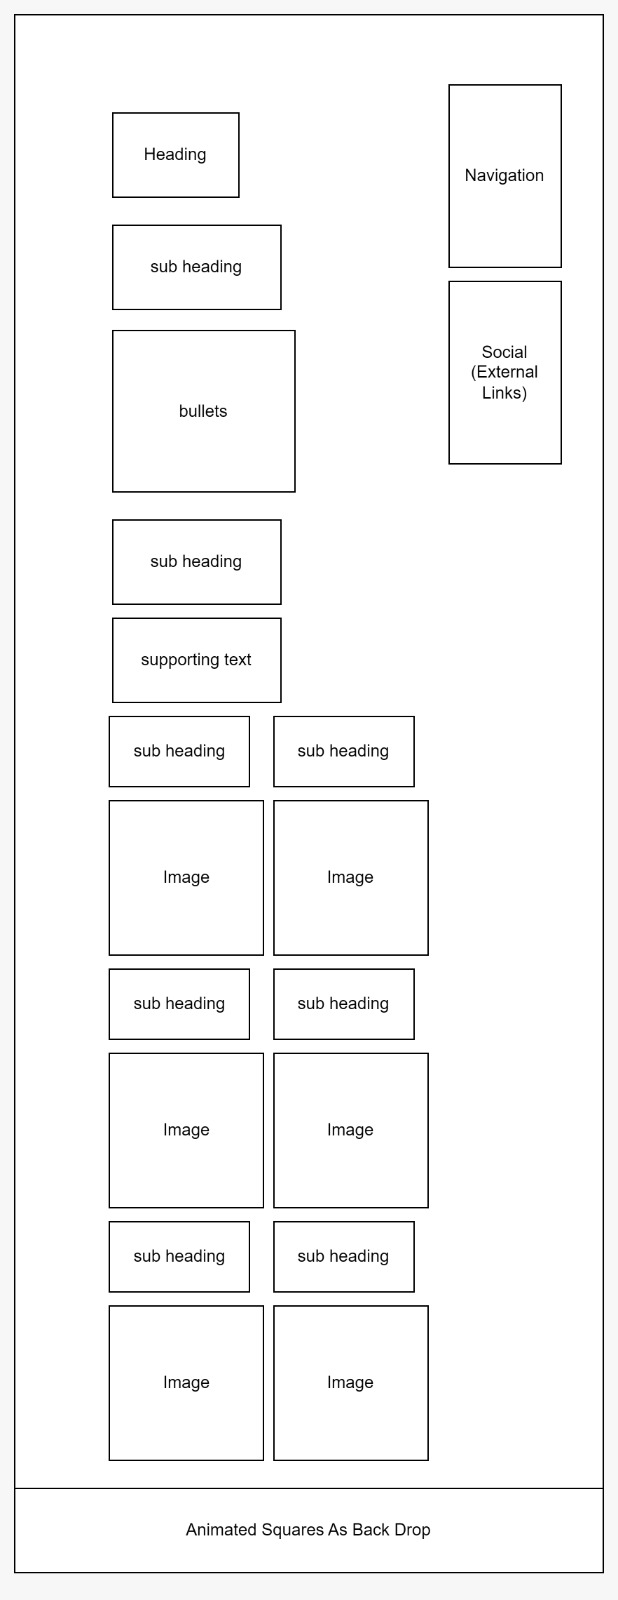 Heading
Navigation
sub heading
Social
(External
Links)
bullets
sub heading
supporting text
sub heading
sub heading
Image
Image
sub heading
sub heading
Image
Image
sub heading
sub heading
Image
Image
Animated Squares As Back Drop